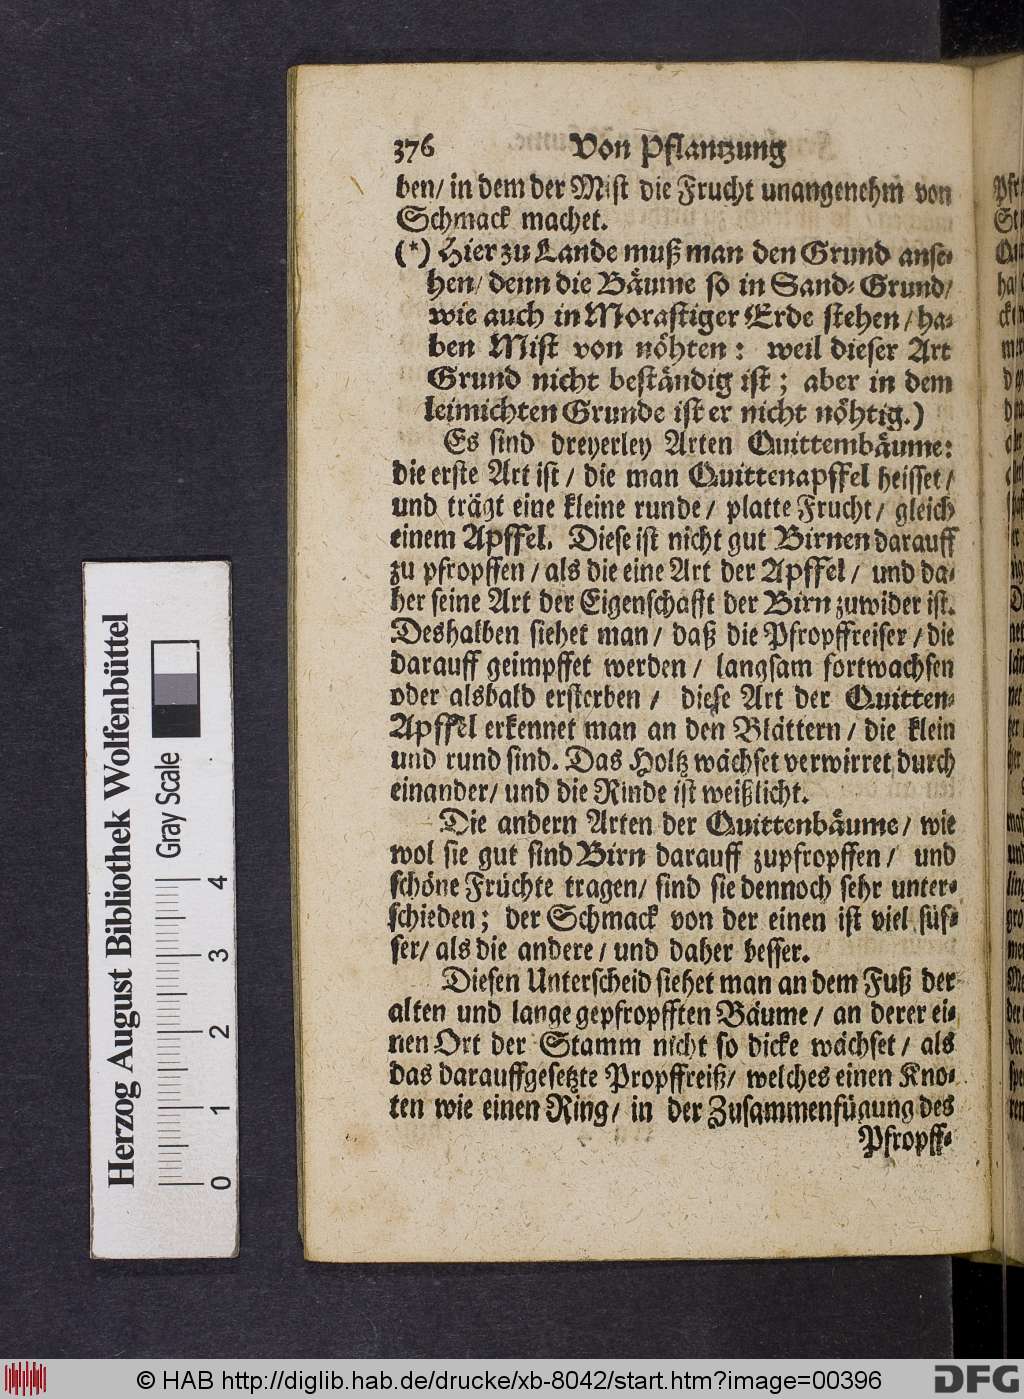 376 Von Pflantzung
ben/ in dem der Mist die Frucht unangenehm von
Schmack machet.
(*) Hier zu Lande muß man den Grund anse-
hen/ denn die Bäume so in Sand-Grund/
wie auch in Morastiger Erde stehen/ ha-
ben Mist von nöhten: weil dieser Art
Grund nicht beständig ist; aber in dem
leimichten Grunde ist er nicht nöhtig.)
Es sind dreyerley Arten Quittembäume:
die erste Art ist/ die man Quittenapffel heisset/
und trägt eine kleine runde/ platte Frucht/ gleich
einem Apffel. Diese ist nicht gut Birnen darauff
zu pfropffen/ als die eine Art der Apffel/ und da-
her seine Art der Eigenschafft der Birn zuwider ist.
Deshalben siehet man/ daß die Pfropffreiser/ die
darauff geimpffet werden/ langsam fortwachsen
oder alsbald ersterben/ diese Art der Quitten-
Apffel erkennet man an den Blättern/ die klein
und rund sind. Das Holtz wächset verwirret durch
einander/ und die Rinde ist weißlicht.
Die andern Arten der Quittenbäume/ wie
wol sie gut sind Birn darauff zupfropffen/ und
schöne Früchte tragen/ sind sie dennoch sehr unter-
schieden; der Schmack von der einen ist viel süs-
ser/ als die andere/ und daher besser.
Diesen Unterscheid siehet man an dem Fuß der
alten und lange gepfropfften Bäume/ an derer ei-
nen Ort der Stamm nicht so dicke wächset/ als
das darauffgesetzte Propffreiß/ welches einen Kno-
ten wie einen Ring/ in der Zusammenfügung des
Pfropff-
Herzog August Bibliothek Wolfenbüttel
Gray Scale
0 1 2 3 4
© HAB http://diglib.hab.de/drucke/xb-8042/start.htm?image=00396
DFG